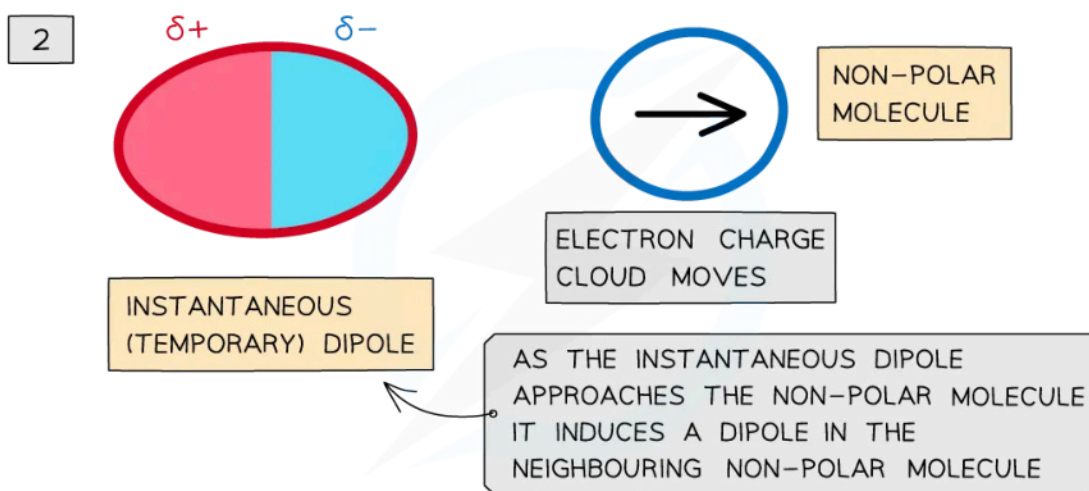 2
δ+ δ−
NON−POLAR
MOLECULE
ELECTRON CHARGE
CLOUD MOVES
INSTANTANEOUS
(TEMPORARY) DIPOLE
AS THE INSTANTANEOUS DIPOLE
APPROACHES THE NON−POLAR MOLECULE
IT INDUCES A DIPOLE IN THE
NEIGHBOURING NON−POLAR MOLECULE